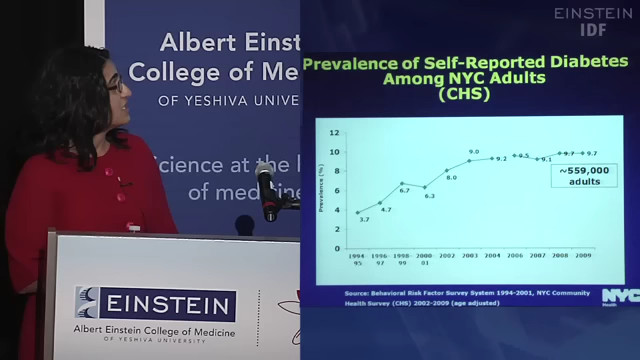 Albert Einst
College of Medici
OF YESHIVA UNIVER
Science at the
of medicine
EINSTEIN
Albert Einstein College of Medicine
OF YESHIVA UNIVERSITY
EINSTEIN
IDF
Prevalence of Self-Reported Diabetes
Among NYC Adults
(CHS)
Prevalence (%)
12
10
8
6
4
2
0
3.7
4.7
6.7
6.3
8.0
9.0
9.2
9.5
9.1
9.7
9.7
~559,000
adults
1994-
95
1996-
97
1998-
99
2000-
01
2002
2003
2004
2006
2007
2008
2009
Source: Behavioral Risk Factor Survey System 1994-2001, NYC Community
Health Survey (CHS) 2002-2009 (age adjusted)
NYC
Health